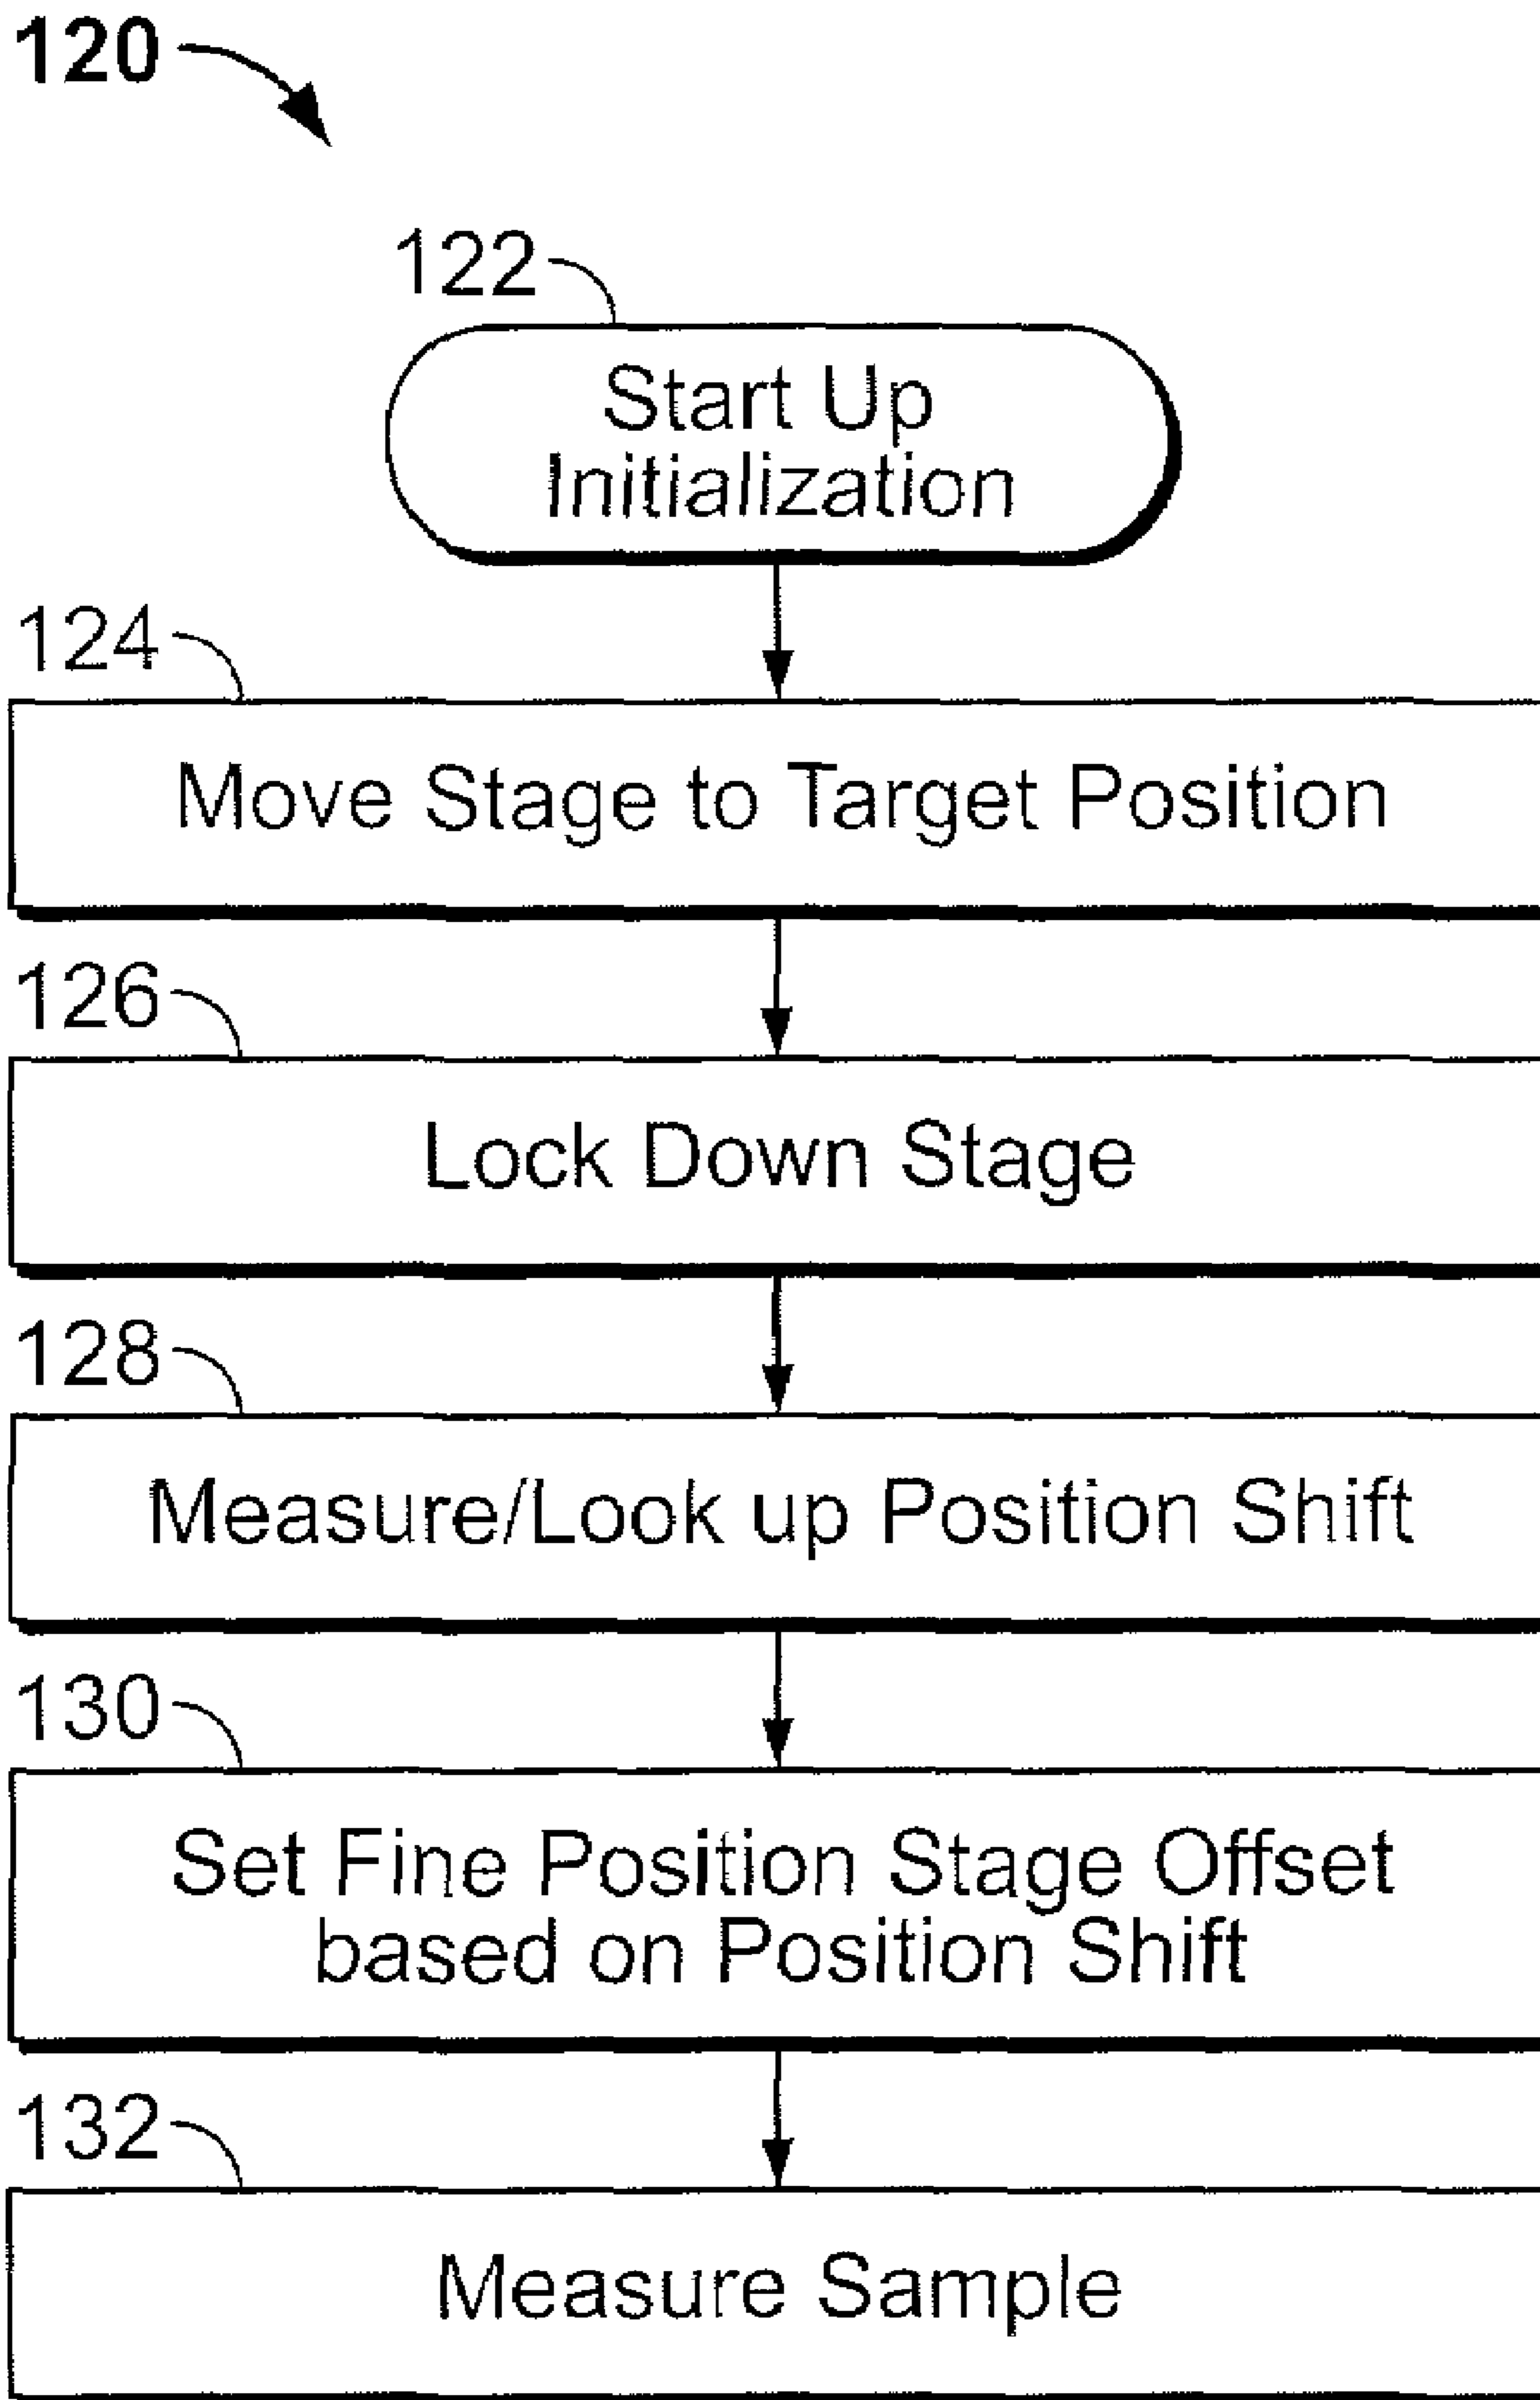 120
122
Start Up
Initialization
124
Move Stage to Target Position
126
Lock Down Stage
128
Measure/Look up Position Shift
130
Set Fine Position Stage Offset
based on Position Shift
132
Measure Sample